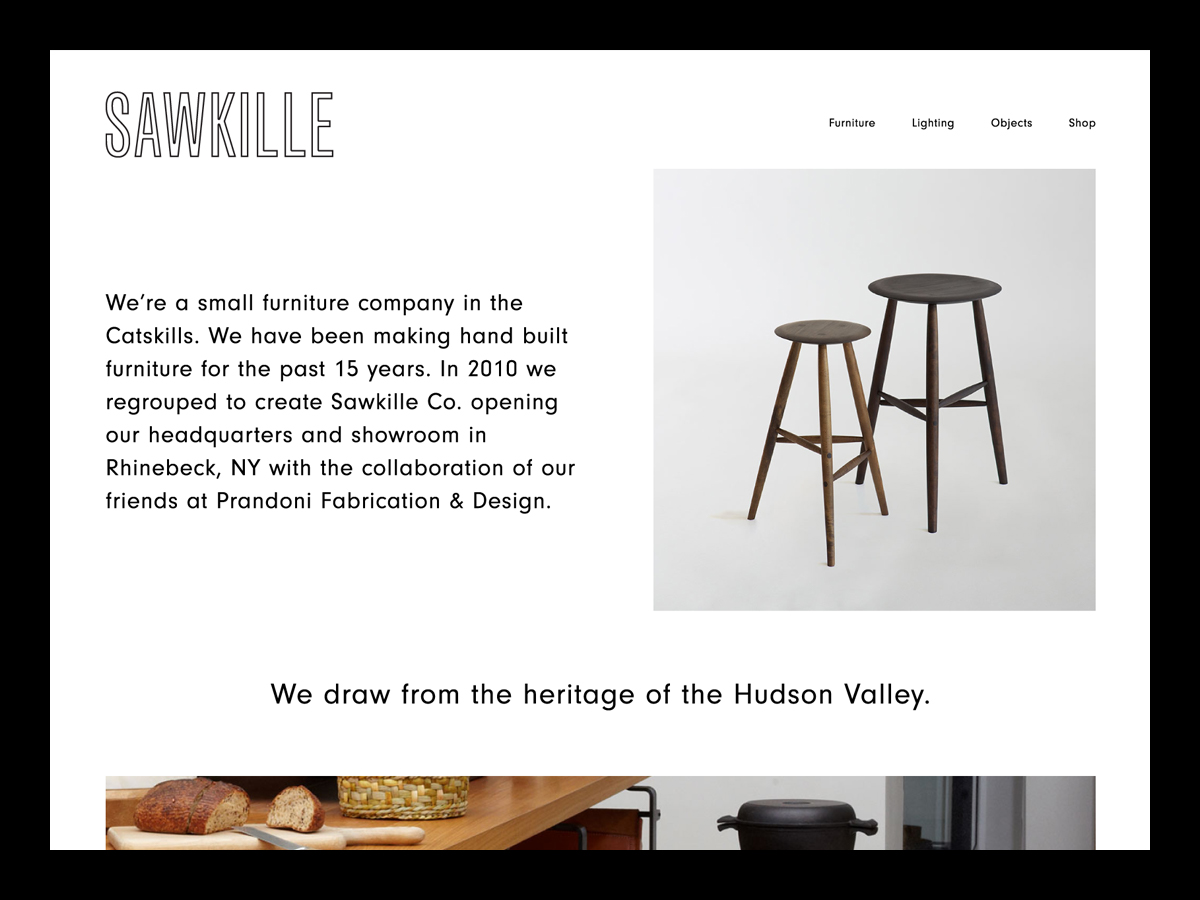 SAWKILLE
Furniture Lighting Objects Shop
We’re a small furniture company in the
Catskills. We have been making hand built
furniture for the past 15 years. In 2010 we
regrouped to create Sawkille Co. opening
our headquarters and showroom in
Rhinebeck, NY with the collaboration of our
friends at Prandoni Fabrication & Design.
We draw from the heritage of the Hudson Valley.